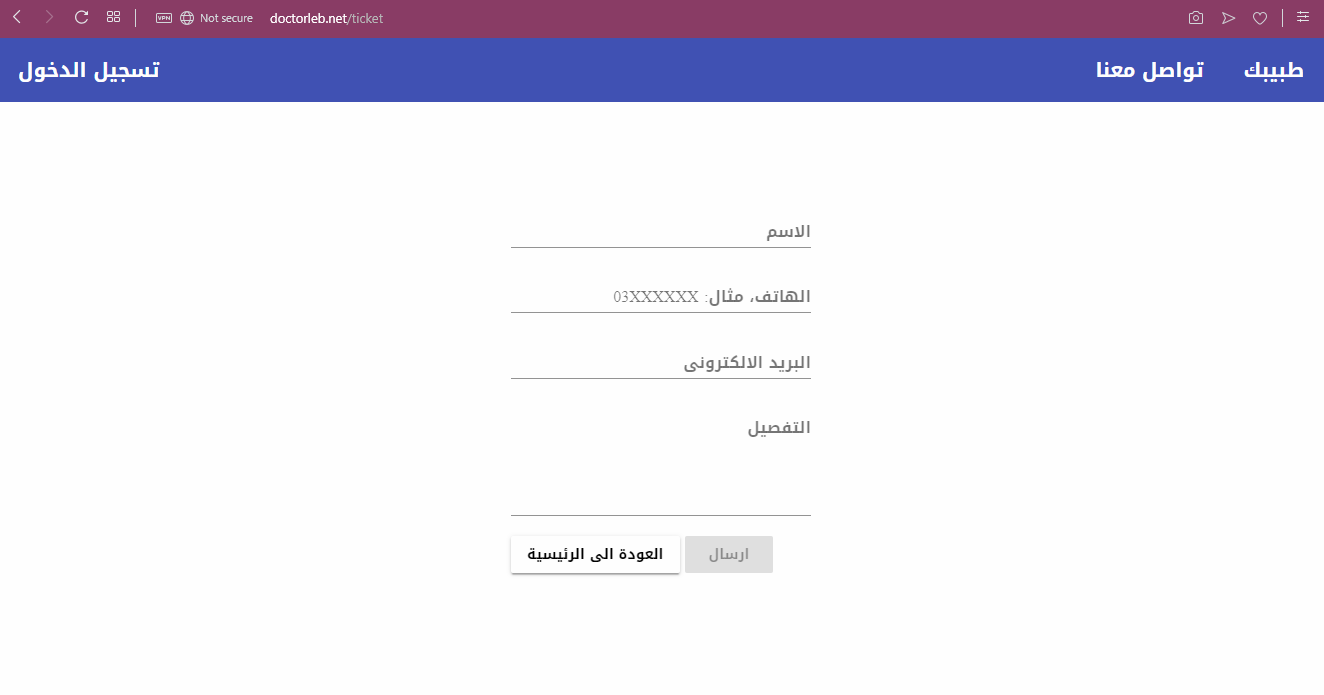 VPN Not secure doctorleb.net/ticket
طبيبك تواصل معنا تسجيل الدخول
الاسم
الهاتف، مثال: 03XXXXXX
البريد الالكتروني
التفصيل
ارسال العودة الى الرئيسية